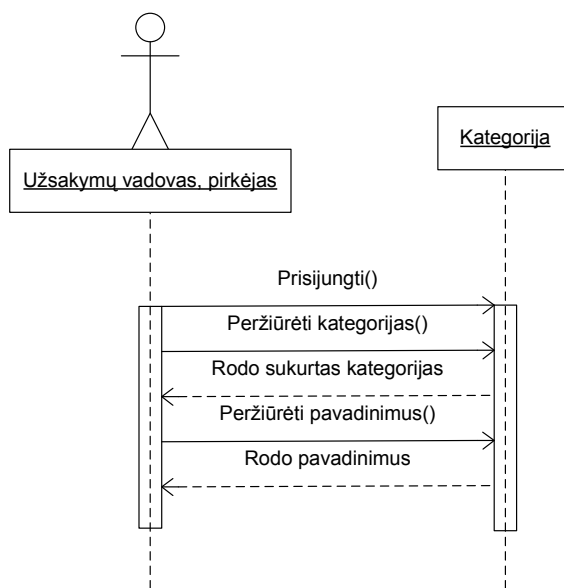 Kategorija
Užsakymų vadovas, pirkėjas
Prisijungti()
Peržiūrėti kategorijas()
Rodo sukurtas kategorijas
Peržiūrėti pavadinimus()
Rodo pavadinimus